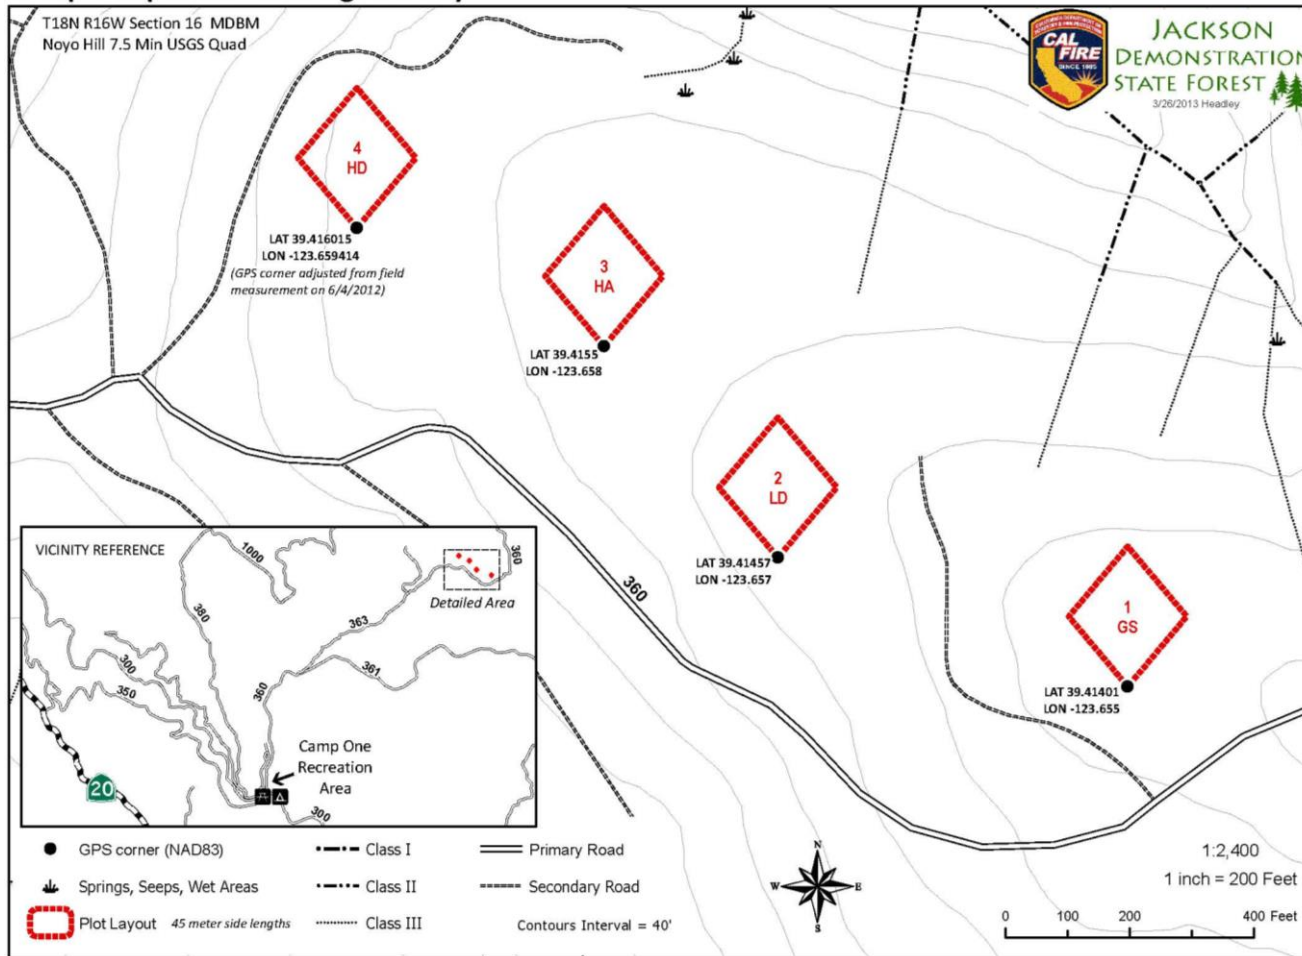 T18N R16W Section 16 MDBM
Noyo Hill 7.5 Min USGS Quad
CAL
FIRE
SINCE 1885
JACKSON
DEMONSTRATION
STATE FOREST
3/26/2013 Headley
4
HD
LAT 39.416015
LON -123.659414
(GPS corner adjusted from field
measurement on 6/4/2012)
3
HA
LAT 39.4155
LON -123.658
2
LD
LAT 39.41457
LON -123.657
360
1
GS
LAT 39.41401
LON -123.655
VICINITY REFERENCE
1000
360
Detailed Area
380
363
361
300
350
360
Camp One
Recreation
Area
20
300
GPS corner (NAD83)
Class I
Primary Road
Springs, Seeps, Wet Areas
Class II
Secondary Road
Plot Layout 45 meter side lengths
Class III
Contours Interval = 40'
N
W E
S
1:2,400
1 inch = 200 Feet
0 100 200 400 Feet